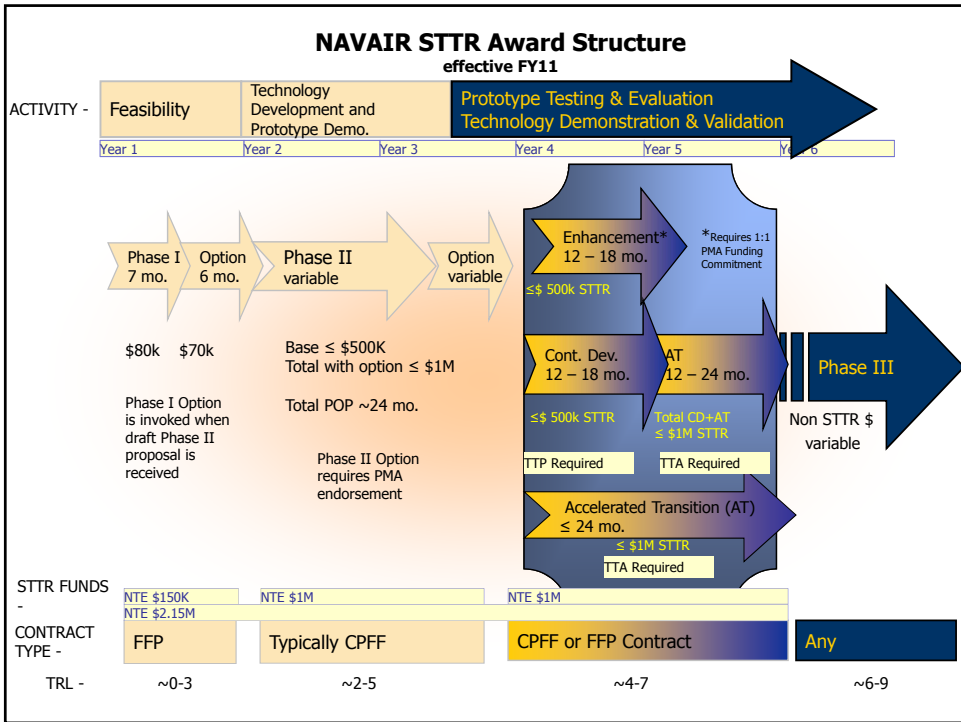 NAVAIR STTR Award Structure
effective FY11
ACTIVITY -
Feasibility
Technology
Development and
Prototype Demo.
Prototype Testing & Evaluation
Technology Demonstration & Validation
Year 1
Year 2
Year 3
Year 4
Year 5
Phase I
7 mo.
Option
6 mo.
Phase II
variable
Option
variable
Enhancement*
12 – 18 mo.
*Requires 1:1
PMA Funding
Commitment
≤$ 500k STTR
$80k
$70k
Base ≤ $500K
Total with option ≤ $1M
Total POP ~24 mo.
Phase I Option
is invoked when
draft Phase II
proposal is
received
Phase II Option
requires PMA
endorsement
Cont. Dev.
12 – 18 mo.
AT
12 – 24 mo.
Phase III
≤$ 500k STTR
Total CD+AT
≤ $1M STTR
Non STTR $
variable
TTP Required
TTA Required
Accelerated Transition (AT)
≤ 24 mo.
≤ $1M STTR
TTA Required
STTR FUNDS
-
NTE $150K
NTE $1M
NTE $1M
NTE $2.15M
CONTRACT
TYPE -
FFP
Typically CPFF
CPFF or FFP Contract
Any
TRL -
~0-3
~2-5
~4-7
~6-9